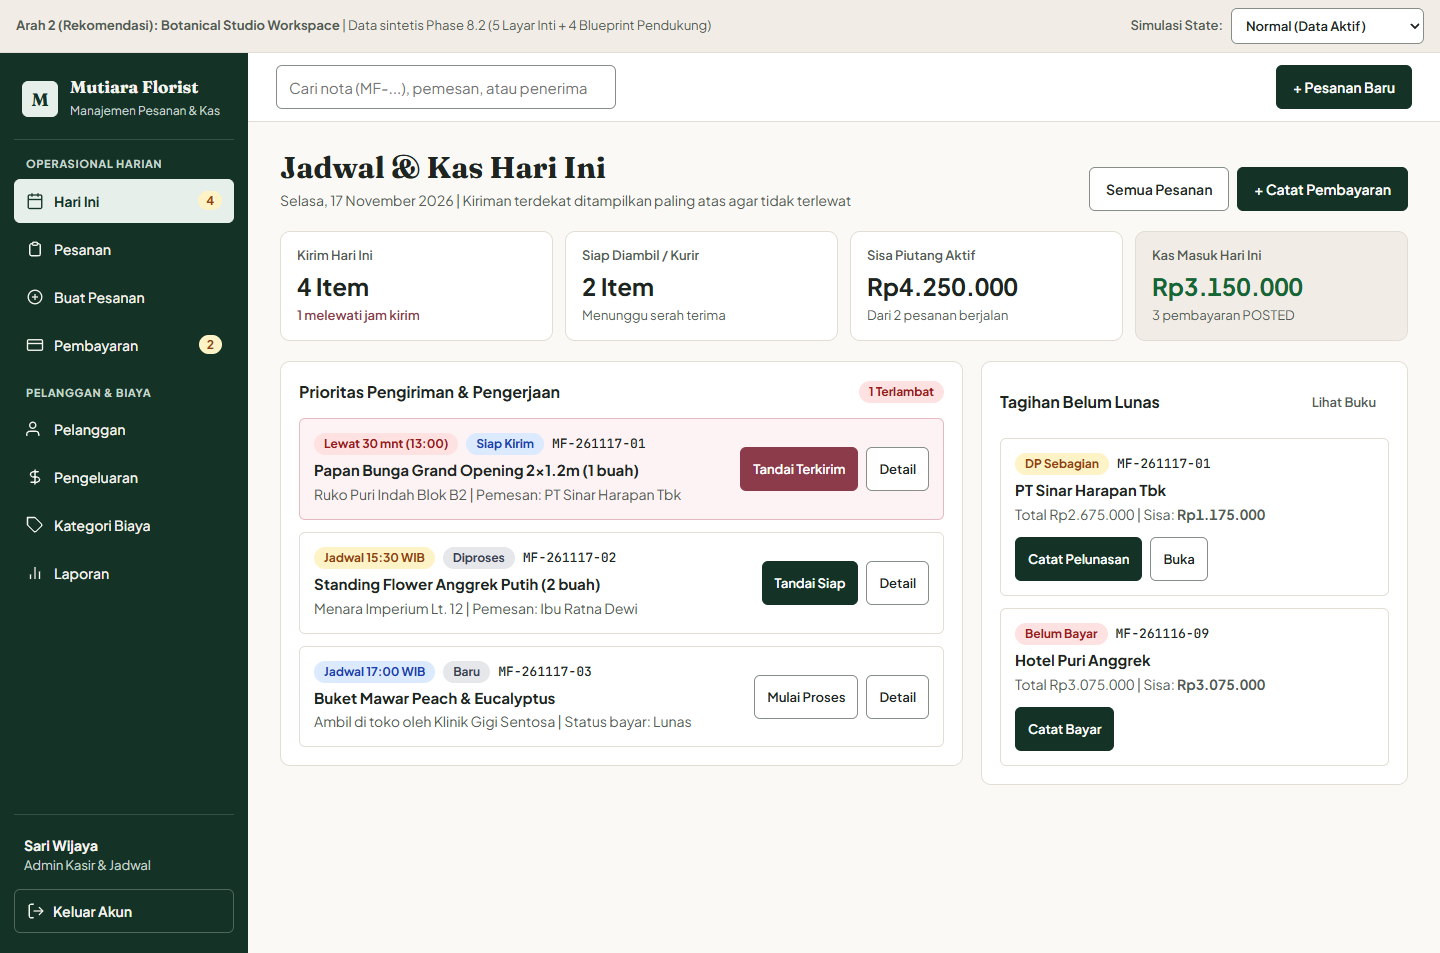 Arah 2 (Rekomendasi): Botanical Studio Workspace | Data sintetis Phase 8.2 (5 Layar Inti + 4 Blueprint Pendukung)
Simulasi State:
Normal (Data Aktif)
M
Mutiara Florist
Manajemen Pesanan & Kas
OPERASIONAL HARIAN
Hari Ini
4
Pesanan
Buat Pesanan
Pembayaran
2
PELANGGAN & BIAYA
Pelanggan
Pengeluaran
Kategori Biaya
Laporan
Sari Wijaya
Admin Kasir & Jadwal
Keluar Akun
Cari nota (MF-...), pemesan, atau penerima
+ Pesanan Baru
Jadwal & Kas Hari Ini
Selasa, 17 November 2026 | Kiriman terdekat ditampilkan paling atas agar tidak terlewat
Semua Pesanan
+ Catat Pembayaran
Kirim Hari Ini
4 Item
1 melewati jam kirim
Siap Diambil / Kurir
2 Item
Menunggu serah terima
Sisa Piutang Aktif
Rp4.250.000
Dari 2 pesanan berjalan
Kas Masuk Hari Ini
Rp3.150.000
3 pembayaran POSTED
Prioritas Pengiriman & Pengerjaan
1 Terlambat
Lewat 30 mnt (13:00)
Siap Kirim
MF-261117-01
Papan Bunga Grand Opening 2×1.2m (1 buah)
Ruko Puri Indah Blok B2 | Pemesan: PT Sinar Harapan Tbk
Tandai Terkirim
Detail
Jadwal 15:30 WIB
Diproses
MF-261117-02
Standing Flower Anggrek Putih (2 buah)
Menara Imperium Lt. 12 | Pemesan: Ibu Ratna Dewi
Tandai Siap
Detail
Jadwal 17:00 WIB
Baru
MF-261117-03
Buket Mawar Peach & Eucalyptus
Ambil di toko oleh Klinik Gigi Sentosa | Status bayar: Lunas
Mulai Proses
Detail
Tagihan Belum Lunas
Lihat Buku
DP Sebagian
MF-261117-01
PT Sinar Harapan Tbk
Total Rp2.675.000 | Sisa: Rp1.175.000
Catat Pelunasan
Buka
Belum Bayar
MF-261116-09
Hotel Puri Anggrek
Total Rp3.075.000 | Sisa: Rp3.075.000
Catat Bayar